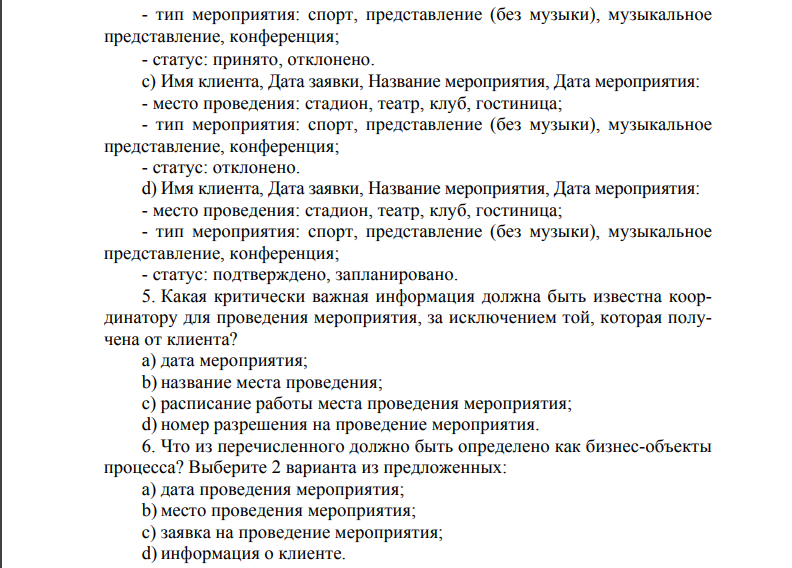 - тип мероприятия: спорт, представление (без музыки), музыкальное
представление, конференция;
- статус: принято, отклонено.
c) Имя клиента, Дата заявки, Название мероприятия, Дата мероприятия:
- место проведения: стадион, театр, клуб, гостиница;
- тип мероприятия: спорт, представление (без музыки), музыкальное
представление, конференция;
- статус: отклонено.
d) Имя клиента, Дата заявки, Название мероприятия, Дата мероприятия:
- место проведения: стадион, театр, клуб, гостиница;
- тип мероприятия: спорт, представление (без музыки), музыкальное
представление, конференция;
- статус: подтверждено, запланировано.
5. Какая критически важная информация должна быть известна коор-
динатору для проведения мероприятия, за исключением той, которая полу-
чена от клиента?
a) дата мероприятия;
b) название места проведения;
c) расписание работы места проведения мероприятия;
d) номер разрешения на проведение мероприятия.
6. Что из перечисленного должно быть определено как бизнес-объекты
процесса? Выберите 2 варианта из предложенных:
a) дата проведения мероприятия;
b) место проведения мероприятия;
c) заявка на проведение мероприятия;
d) информация о клиенте.